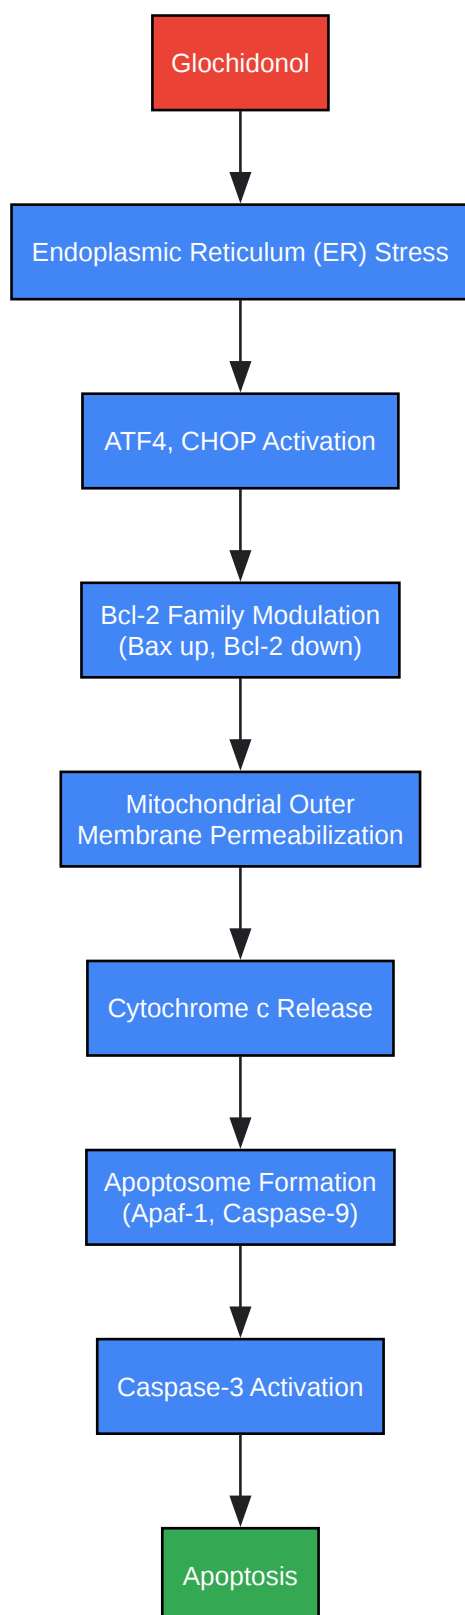 Glochidonol
Endoplasmic Reticulum (ER) Stress
ATF4, CHOP Activation
Bcl-2 Family Modulation
(Bax up, Bcl-2 down)
Mitochondrial Outer
Membrane Permeabilization
Cytochrome c Release
Apoptosome Formation
(Apaf-1, Caspase-9)
Caspase-3 Activation
Apoptosis